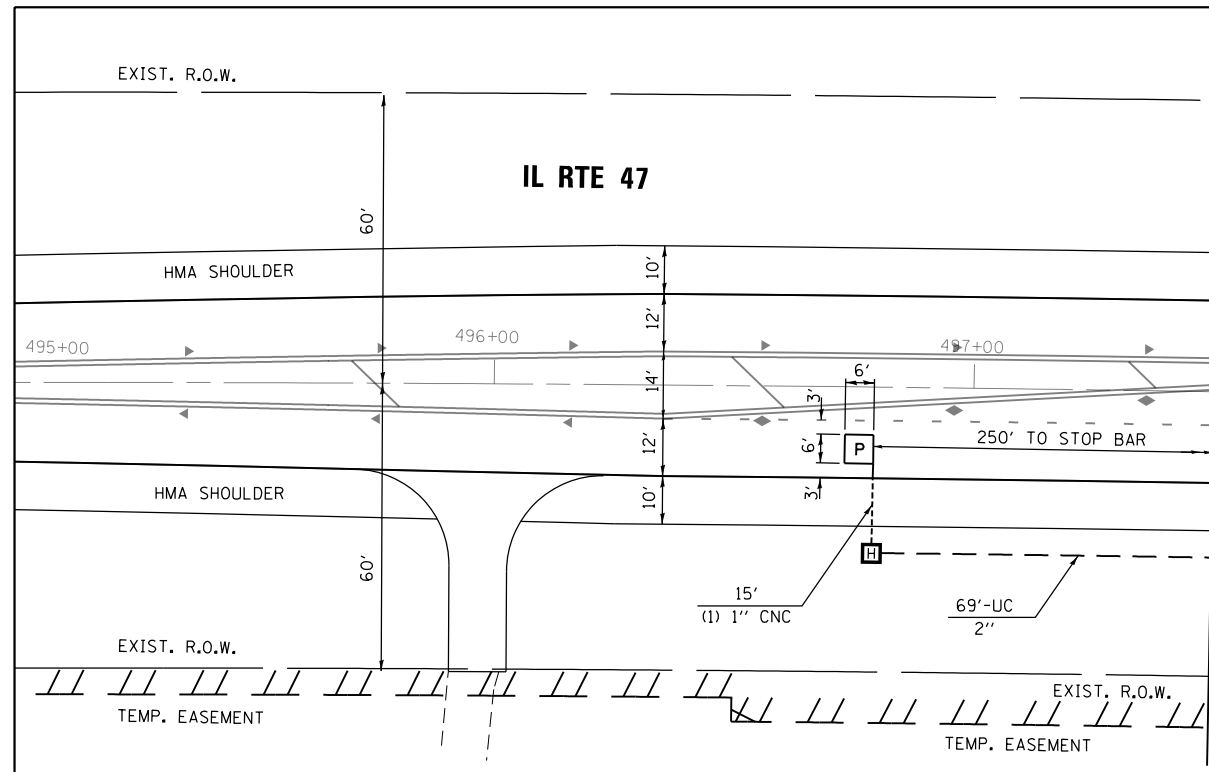 EXIST. R.O.W.
IL RTE 47
60'
HMA SHOULDER
10'
12'
495+00
496+00
497+00
14'
6'
3'
12'
6'
P
250' TO STOP BAR
3'
HMA SHOULDER
10'
H
60'
15'
(1) 1'' CNC
69'-UC
2''
EXIST. R.O.W.
EXIST. R.O.W.
TEMP. EASEMENT
TEMP. EASEMENT